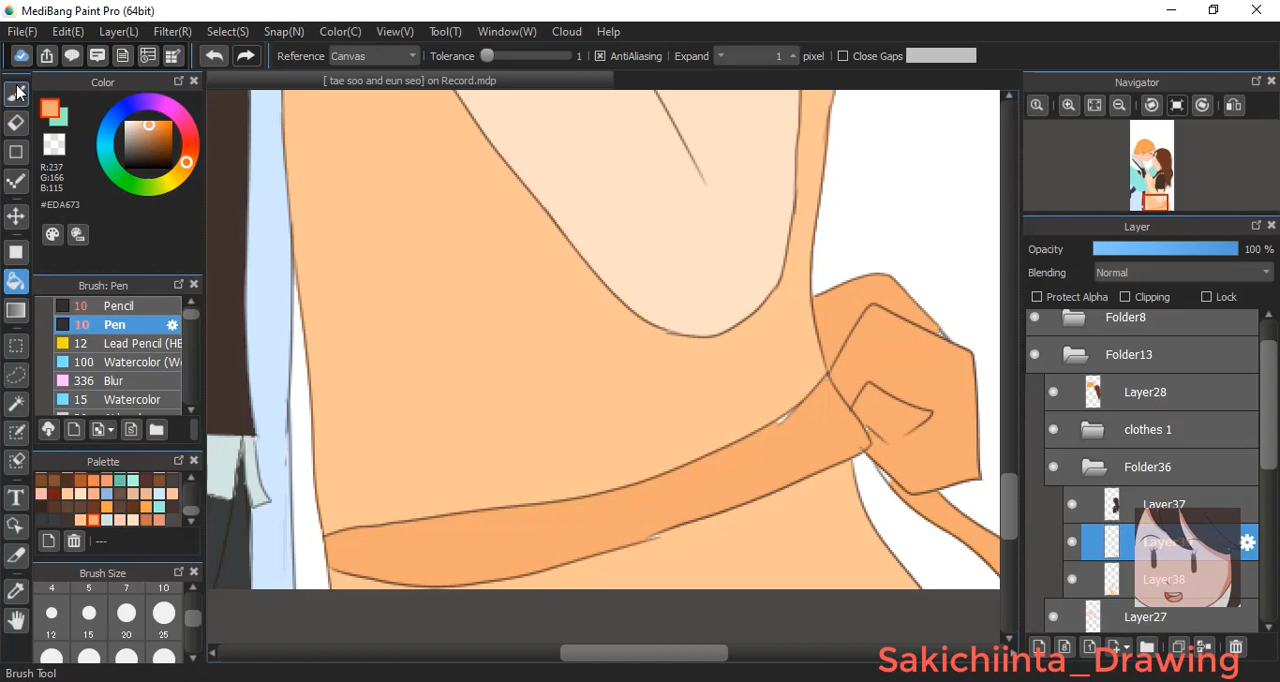 MediBang Paint Pro (64bit)
File(F) Edit(E) Layer(L) Filter(R) Select(S) Snap(N) Color(C) View(V) Tool(T) Window(W) Cloud Help
Reference Canvas Tolerance 1 AntiAliasing Expand 1 pixel Close Gaps
Color
[ tae soo and eun seo] on Record.mdp
Navigator
R:237
G:166
B:115
#EDA673
Layer
Opacity 100 %
Blending Normal
Protect Alpha Clipping Lock
Brush: Pen
10 Pencil
10 Pen
12 Lead Pencil (HE
100 Watercolor (W
336 Blur
15 Watercolor
Folder8
Folder13
Layer28
clothes 1
Folder36
Layer37
Layer38
Layer27
Palette
---
Brush Size
4 5 7 10
12 15 20 25
T
8 1
Sakichiinta_Drawing
Brush Tool